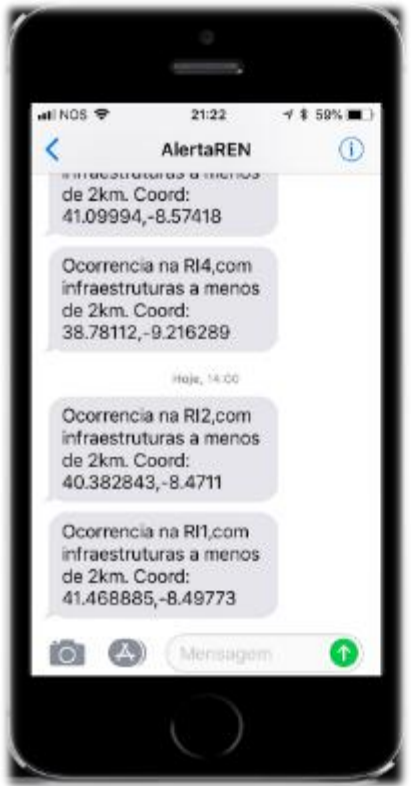 NOS 21:22 59%
AlertaREN
infraestruturas a menos
de 2km. Coord:
41.09994,-8.57418
Ocorrencia na RI4,com
infraestruturas a menos
de 2km. Coord:
38.78112,-9.216289
Hoje, 14:00
Ocorrencia na RI2,com
infraestruturas a menos
de 2km. Coord:
40.382843,-8.4711
Ocorrencia na RI1,com
infraestruturas a menos
de 2km. Coord:
41.468885,-8.49773
Mensagem